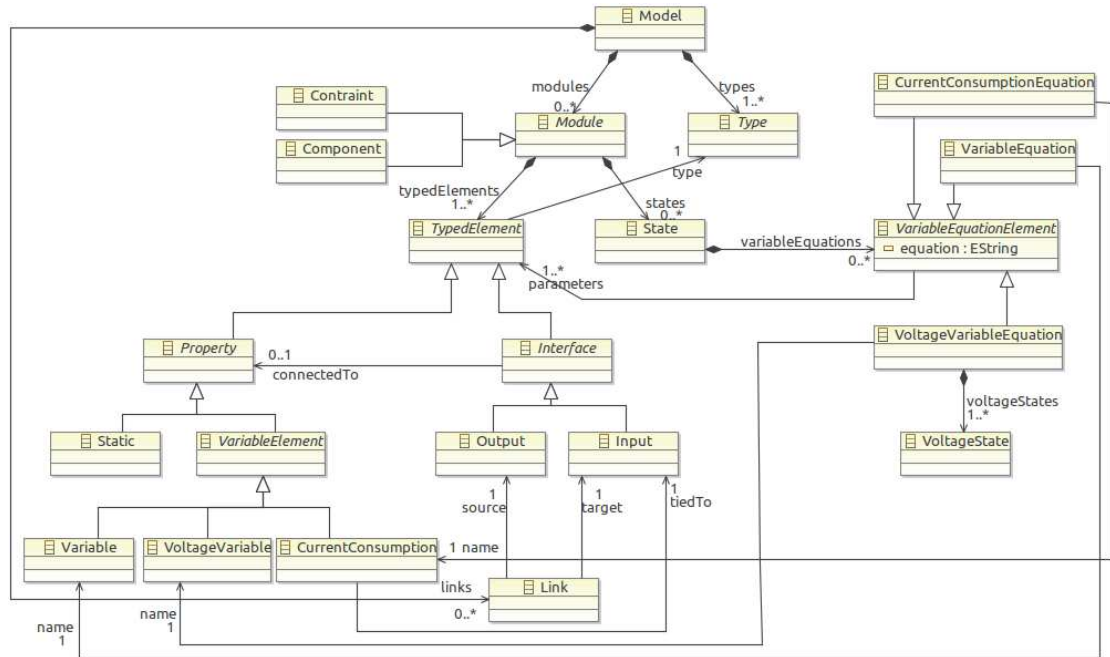 Model
modules
0..*
types
1..*
CurrentConsumptionEquation
Contraint
Module
Type
Component
VariableEquation
1
type
typedElements
1..*
states
0..*
TypedElement
State
variableEquations
0..*
VariableEquationElement
equation : EString
1..*
parameters
Property
0..1
connectedTo
Interface
VoltageVariableEquation
voltageStates
1..*
Static
VariableElement
Output
Input
VoltageState
1
source
1
target
1
tiedTo
Variable
VoltageVariable
CurrentConsumption
1 name
links
0..*
Link
name
1
name
1